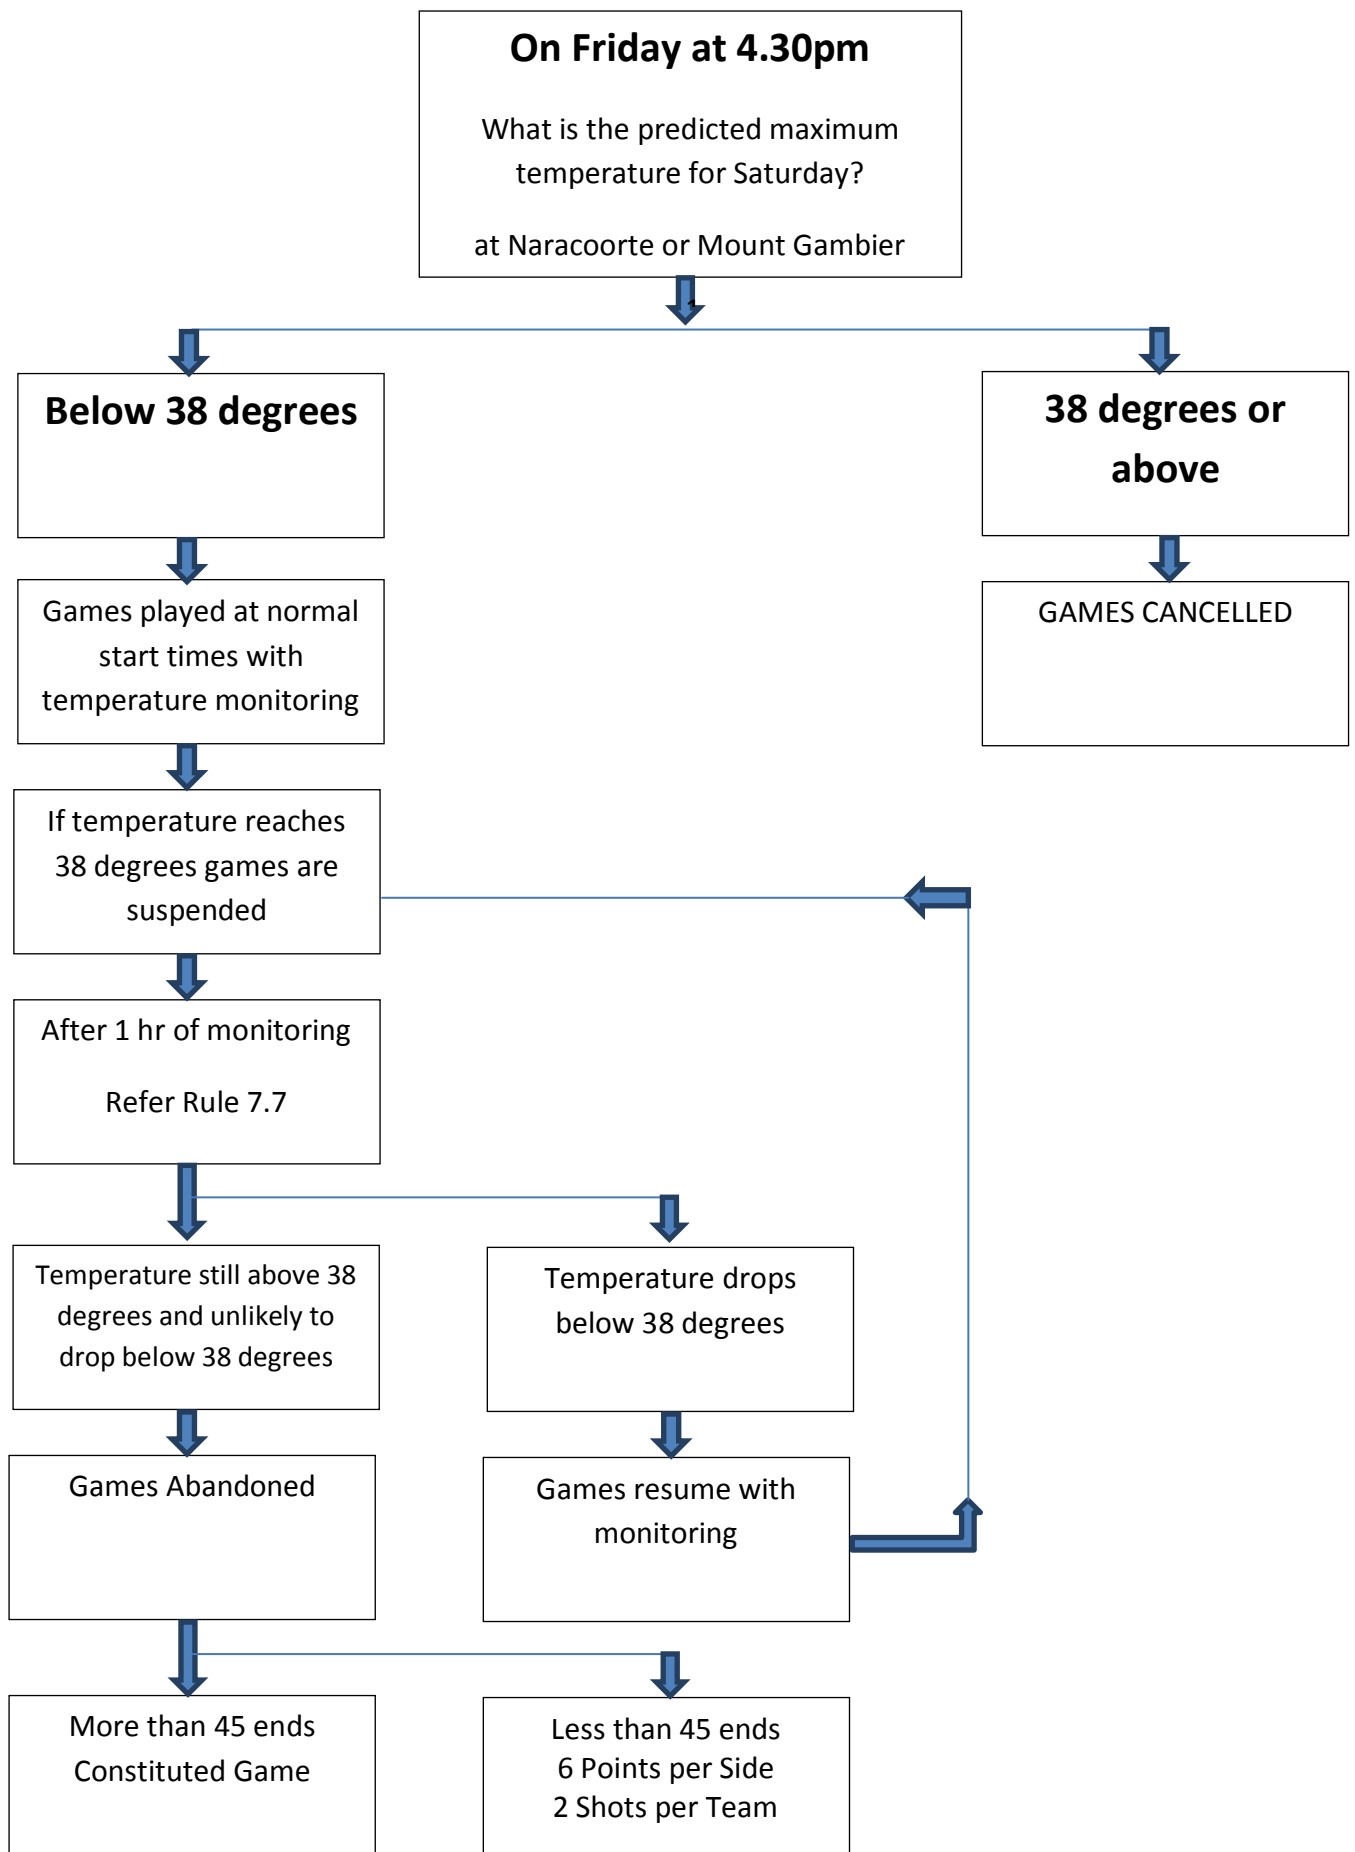 On Friday at 4.30pm
What is the predicted maximum
temperature for Saturday?
at Naracoorte or Mount Gambier
Below 38 degrees
38 degrees or
above
Games played at normal
start times with
temperature monitoring
GAMES CANCELLED
If temperature reaches
38 degrees games are
suspended
After 1 hr of monitoring
Refer Rule 7.7
Temperature still above 38
degrees and unlikely to
drop below 38 degrees
Temperature drops
below 38 degrees
Games Abandoned
Games resume with
monitoring
More than 45 ends
Constituted Game
Less than 45 ends
6 Points per Side
2 Shots per Team